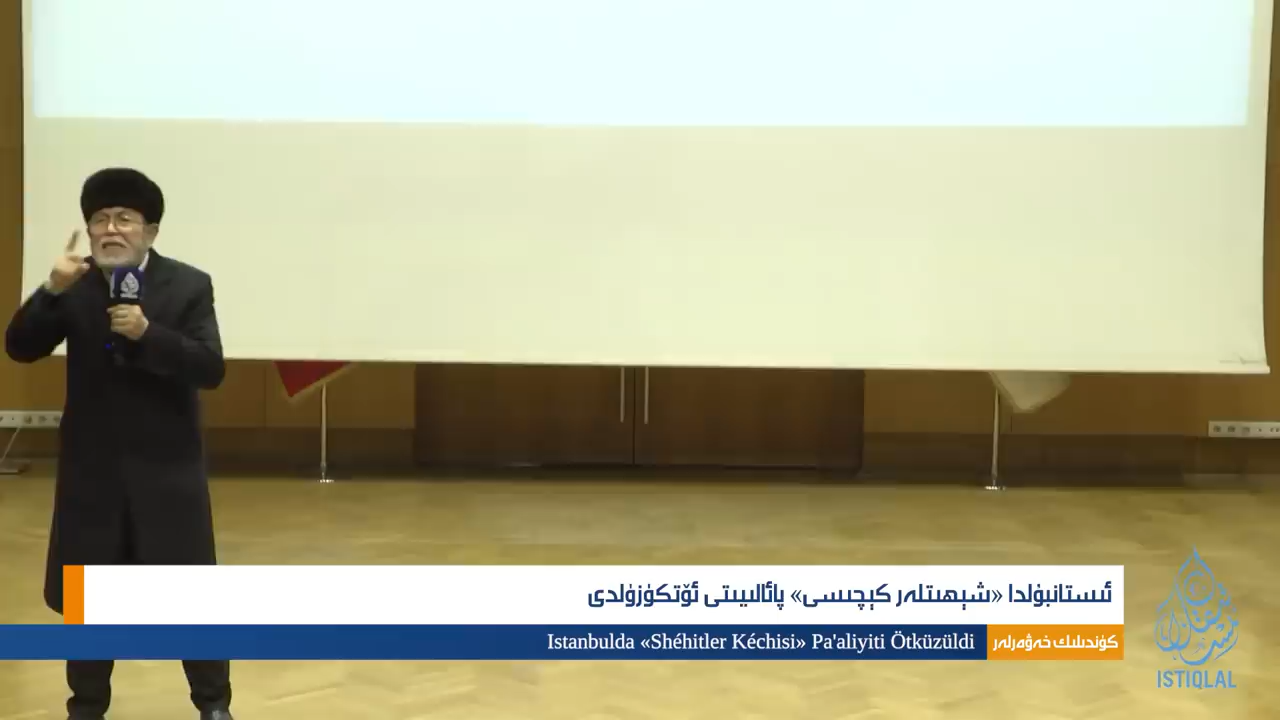 ئىستانبۇلدا «شېھىتلەر كېچىسى» پائالىيىتى ئۆتكۈزۈلدى
Istanbulda «Shéhitler Kéchisi» Pa'aliyiti Ötküzüldi
كۈندىلىك خەۋەرلەر
ISTIQLAL